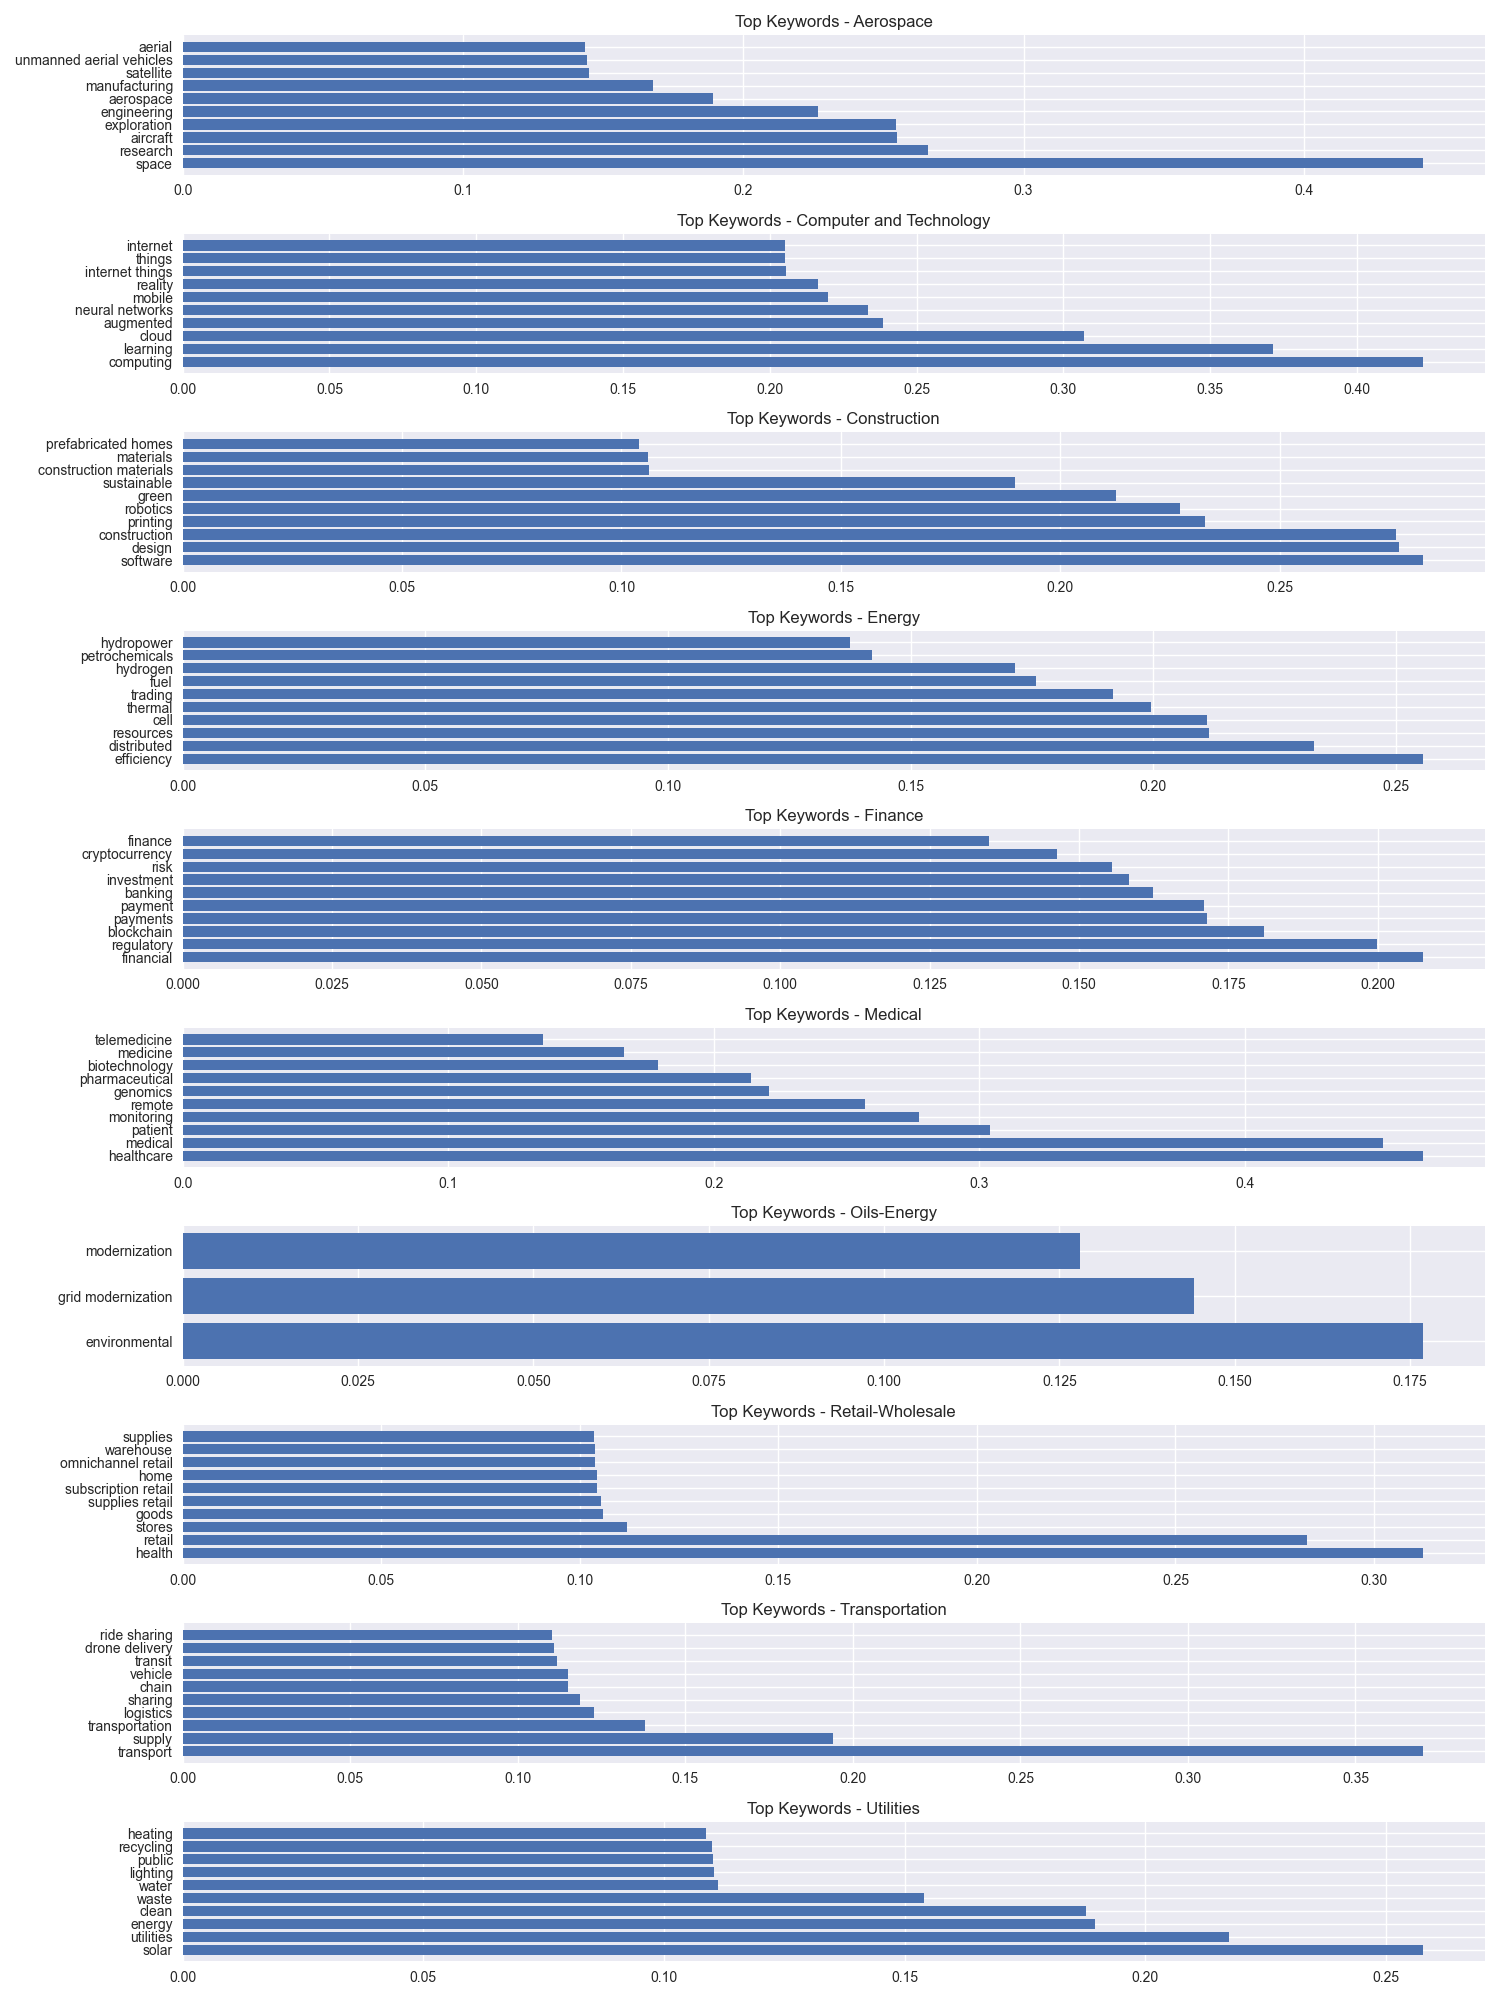 Top Keywords - Aerospace
aerial
unmanned aerial vehicles
satellite
manufacturing
aerospace
engineering
exploration
aircraft
research
space
0.0 0.1 0.2 0.3 0.4
Top Keywords - Computer and Technology
internet
things
internet things
reality
mobile
neural networks
augmented
cloud
learning
computing
0.00 0.05 0.10 0.15 0.20 0.25 0.30 0.35 0.40
Top Keywords - Construction
prefabricated homes
materials
construction materials
sustainable
green
robotics
printing
construction
design
software
0.00 0.05 0.10 0.15 0.20 0.25
Top Keywords - Energy
hydropower
petrochemicals
hydrogen
fuel
trading
thermal
cell
resources
distributed
efficiency
0.00 0.05 0.10 0.15 0.20 0.25
Top Keywords - Finance
finance
cryptocurrency
risk
investment
banking
payment
payments
blockchain
regulatory
financial
0.000 0.025 0.050 0.075 0.100 0.125 0.150 0.175 0.200
Top Keywords - Medical
telemedicine
medicine
biotechnology
pharmaceutical
genomics
remote
monitoring
patient
medical
healthcare
0.0 0.1 0.2 0.3 0.4
Top Keywords - Oils-Energy
modernization
grid modernization
environmental
0.000 0.025 0.050 0.075 0.100 0.125 0.150 0.175
Top Keywords - Retail-Wholesale
supplies
warehouse
omnichannel retail
home
subscription retail
supplies retail
goods
stores
retail
health
0.00 0.05 0.10 0.15 0.20 0.25 0.30
Top Keywords - Transportation
ride sharing
drone delivery
transit
vehicle
chain
sharing
logistics
transportation
supply
transport
0.00 0.05 0.10 0.15 0.20 0.25 0.30 0.35
Top Keywords - Utilities
heating
recycling
public
lighting
water
waste
clean
energy
utilities
solar
0.00 0.05 0.10 0.15 0.20 0.25